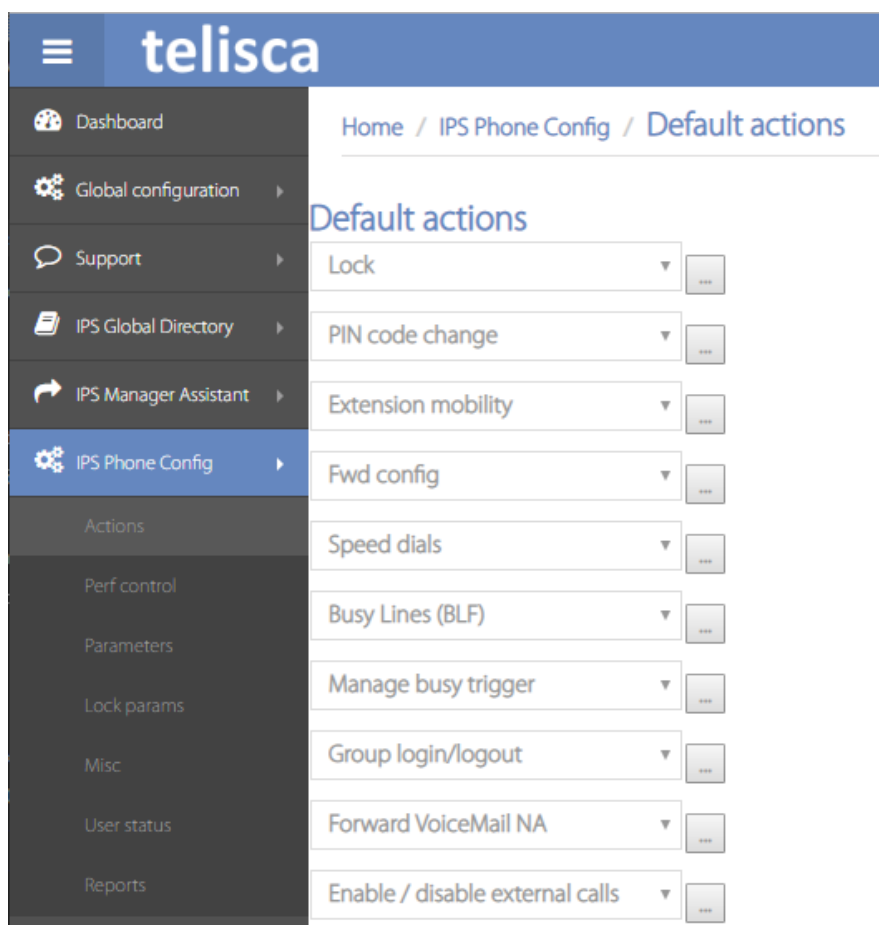 telisca
Dashboard
Global configuration
Support
IPS Global Directory
IPS Manager Assistant
IPS Phone Config
Actions
Perf control
Parameters
Lock params
Misc
User status
Reports
Home / IPS Phone Config / Default actions
Default actions
Lock
...
PIN code change
...
Extension mobility
...
Fwd config
...
Speed dials
...
Busy Lines (BLF)
...
Manage busy trigger
...
Group login/logout
...
Forward VoiceMail NA
...
Enable / disable external calls
...